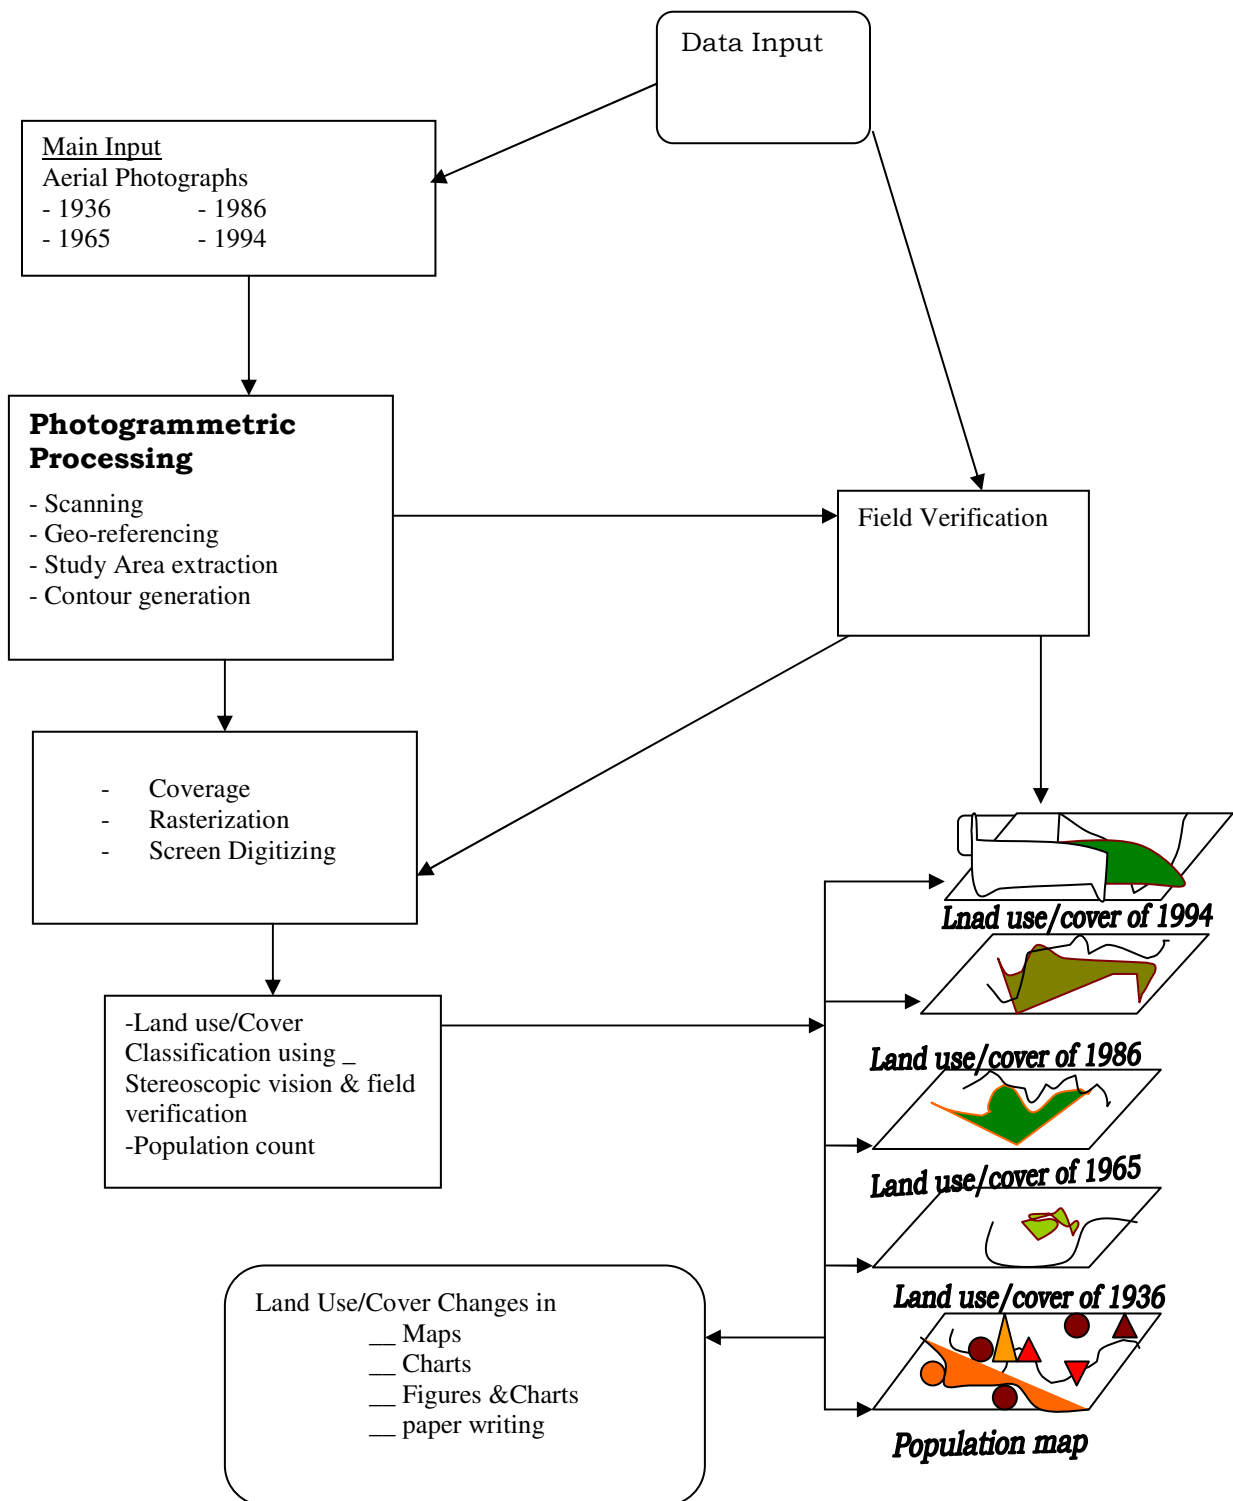 Data Input
Main Input
Aerial Photographs
- 1936 - 1986
- 1965 - 1994
Photogrammetric
Processing
- Scanning
- Geo-referencing
- Study Area extraction
- Contour generation
Field Verification
- Coverage
- Rasterization
- Screen Digitizing
Lnad use/cover of 1994
-Land use/Cover
Classification using _
Stereoscopic vision & field
verification
-Population count
Land use/cover of 1986
Land use/cover of 1965
Land use/cover of 1936
Land Use/Cover Changes in
__ Maps
__ Charts
__ Figures &Charts
__ paper writing
Population map